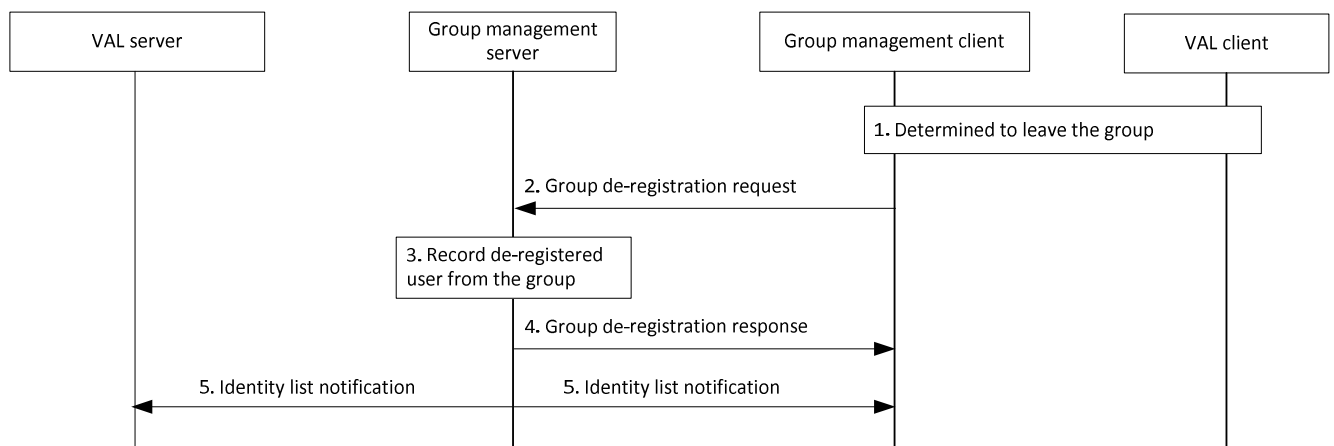 VAL server
Group management
server
Group management client
VAL client
1. Determined to leave the group
2. Group de-registration request
3. Record de-registered
user from the group
4. Group de-registration response
5. Identity list notification
5. Identity list notification